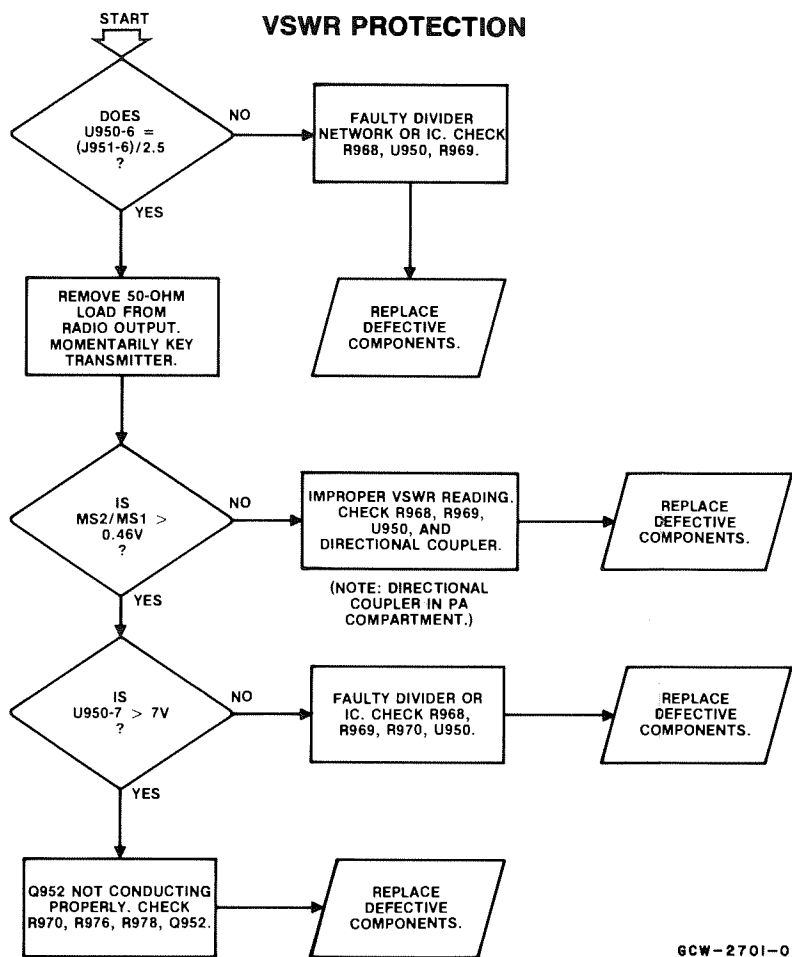 START
VSWR PROTECTION
DOES
U950-6 =
(J951-6)/2.5
?
NO
FAULTY DIVIDER
NETWORK OR IC. CHECK
R968, U950, R969.
YES
REPLACE
DEFECTIVE
COMPONENTS.
REMOVE 50-OHM
LOAD FROM
RADIO OUTPUT.
MOMENTARILY KEY
TRANSMITTER.
IS
MS2/MS1 >
0.46V
?
NO
IMPROPER VSWR READING.
CHECK R968, R969,
U950, AND
DIRECTIONAL COUPLER.
REPLACE
DEFECTIVE
COMPONENTS.
(NOTE: DIRECTIONAL
COUPLER IN PA
COMPARTMENT.)
YES
IS
U950-7 > 7V
?
NO
FAULTY DIVIDER OR
IC. CHECK R968,
R969, R970, U950.
REPLACE
DEFECTIVE
COMPONENTS.
YES
Q952 NOT CONDUCTING
PROPERLY. CHECK
R970, R976, R978, Q952.
REPLACE
DEFECTIVE
COMPONENTS.
GCW-2701-0